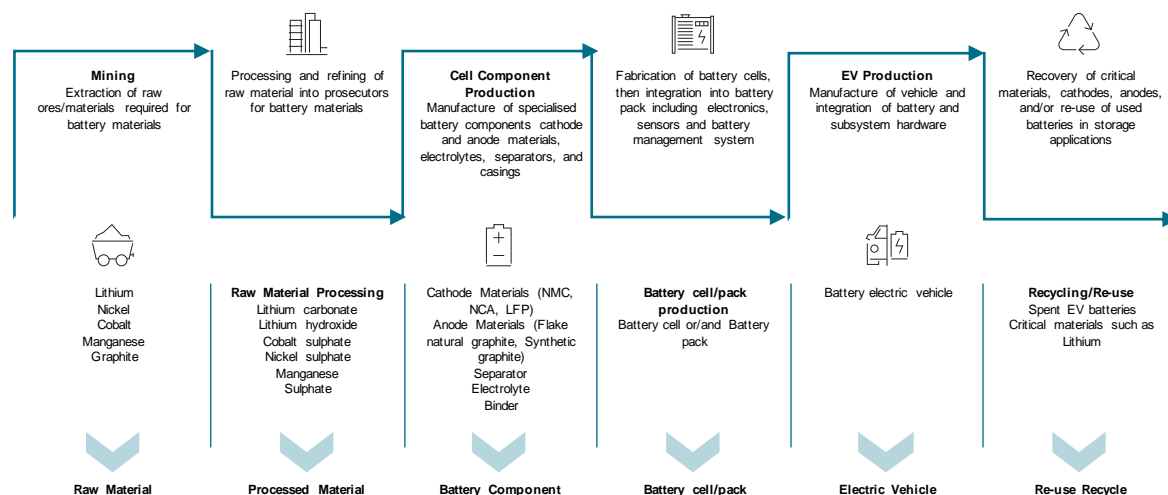 Mining
Extraction of raw
ores/materials required for
battery materials
Processing and refining of
raw material into prosecutors
for battery materials
Cell Component
Production
Manufacture of specialised
battery components cathode
and anode materials,
electrolytes, separators, and
casings
Fabrication of battery cells,
then integration into battery
pack including electronics,
sensors and battery
management system
EV Production
Manufacture of vehicle and
integration of battery and
subsystem hardware
Recovery of critical
materials, cathodes, anodes,
and/or re-use of used
batteries in storage
applications
Lithium
Nickel
Cobalt
Manganese
Graphite
Raw Material Processing
Lithium carbonate
Lithium hydroxide
Cobalt sulphate
Nickel sulphate
Manganese
Sulphate
Cathode Materials (NMC,
NCA, LFP)
Anode Materials (Flake
natural graphite, Synthetic
graphite)
Separator
Electrolyte
Binder
Battery cell/pack
production
Battery cell or/and Battery
pack
Battery electric vehicle
Recycling/Re-use
Spent EV batteries
Critical materials such as
Lithium
Raw Material
Processed Material
Battery Component
Battery cell/pack
Electric Vehicle
Re-use Recycle